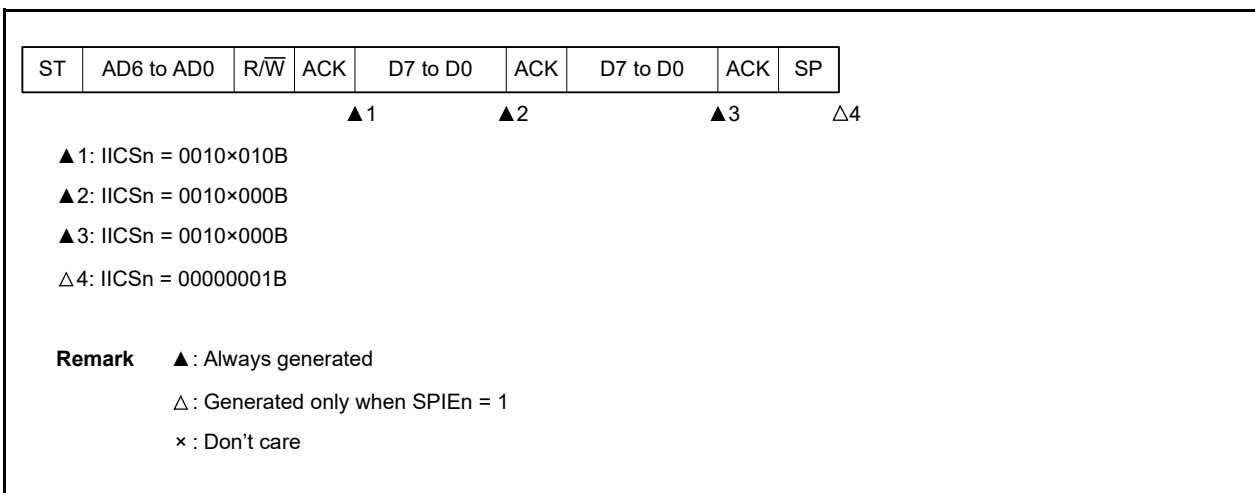 ST AD6 to AD0 R/W̅ ACK D7 to D0 ACK D7 to D0 ACK SP
▲1 ▲2 ▲3 △4
▲1: IICSn = 0010×010B
▲2: IICSn = 0010×000B
▲3: IICSn = 0010×000B
△4: IICSn = 00000001B
Remark ▲: Always generated
△: Generated only when SPIEn = 1
×: Don’t care